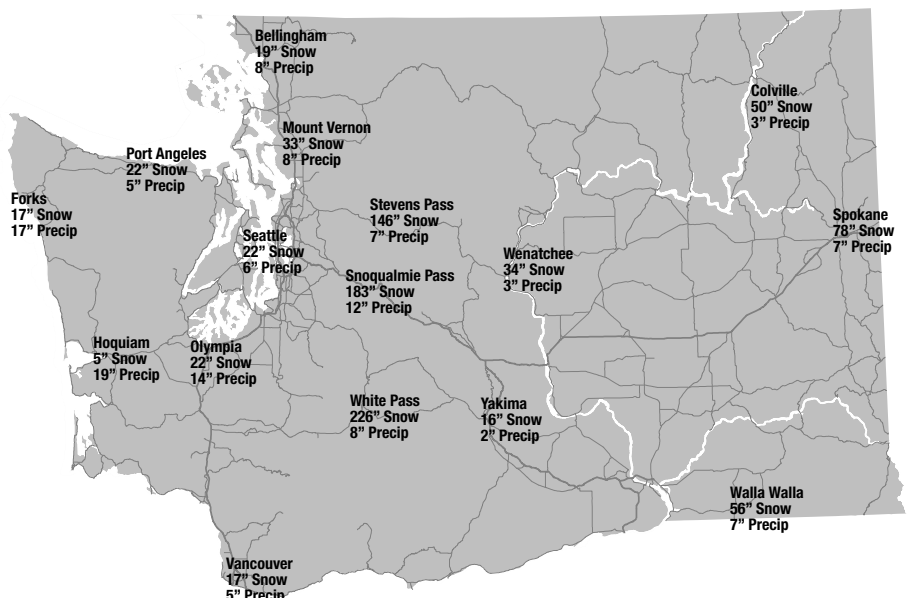 Bellingham
19” Snow
8” Precip
Colville
50” Snow
3” Precip
Mount Vernon
33” Snow
8” Precip
Port Angeles
22” Snow
5” Precip
Forks
17” Snow
17” Precip
Stevens Pass
146” Snow
7” Precip
Spokane
78” Snow
7” Precip
Seattle
22” Snow
6” Precip
Wenatchee
34” Snow
3” Precip
Snoqualmie Pass
183” Snow
12” Precip
Hoquiam
5” Snow
19” Precip
Olympia
22” Snow
14” Precip
White Pass
226” Snow
8” Precip
Yakima
16” Snow
2” Precip
Walla Walla
56” Snow
7” Precip
Vancouver
17” Snow
5” Precip